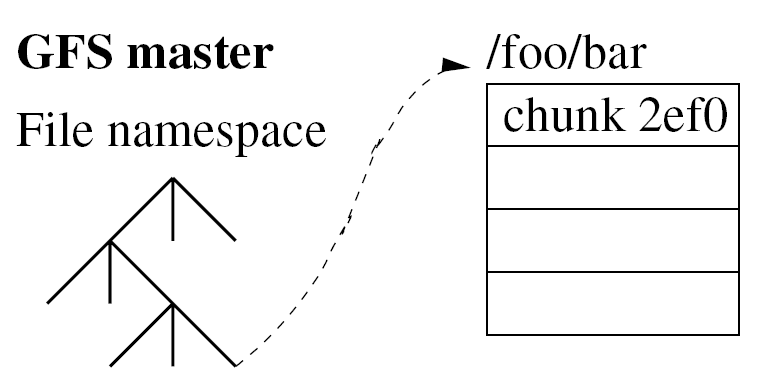 GFS master
File namespace
/foo/bar
chunk 2ef0